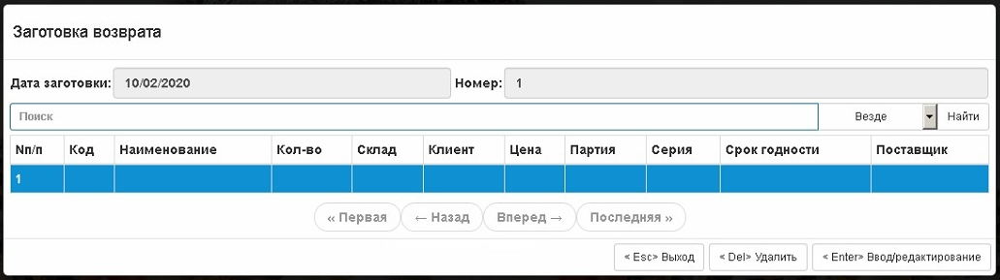 Заготовка возврата
Дата заготовки: 10/02/2020 Номер: 1
Поиск Везде Найти
Nп/п Код Наименование Кол-во Склад Клиент Цена Партия Серия Срок годности Поставщик
1
« Первая ← Назад Вперед → Последняя »
< Esc> Выход < Del> Удалить < Enter> Ввод/редактирование